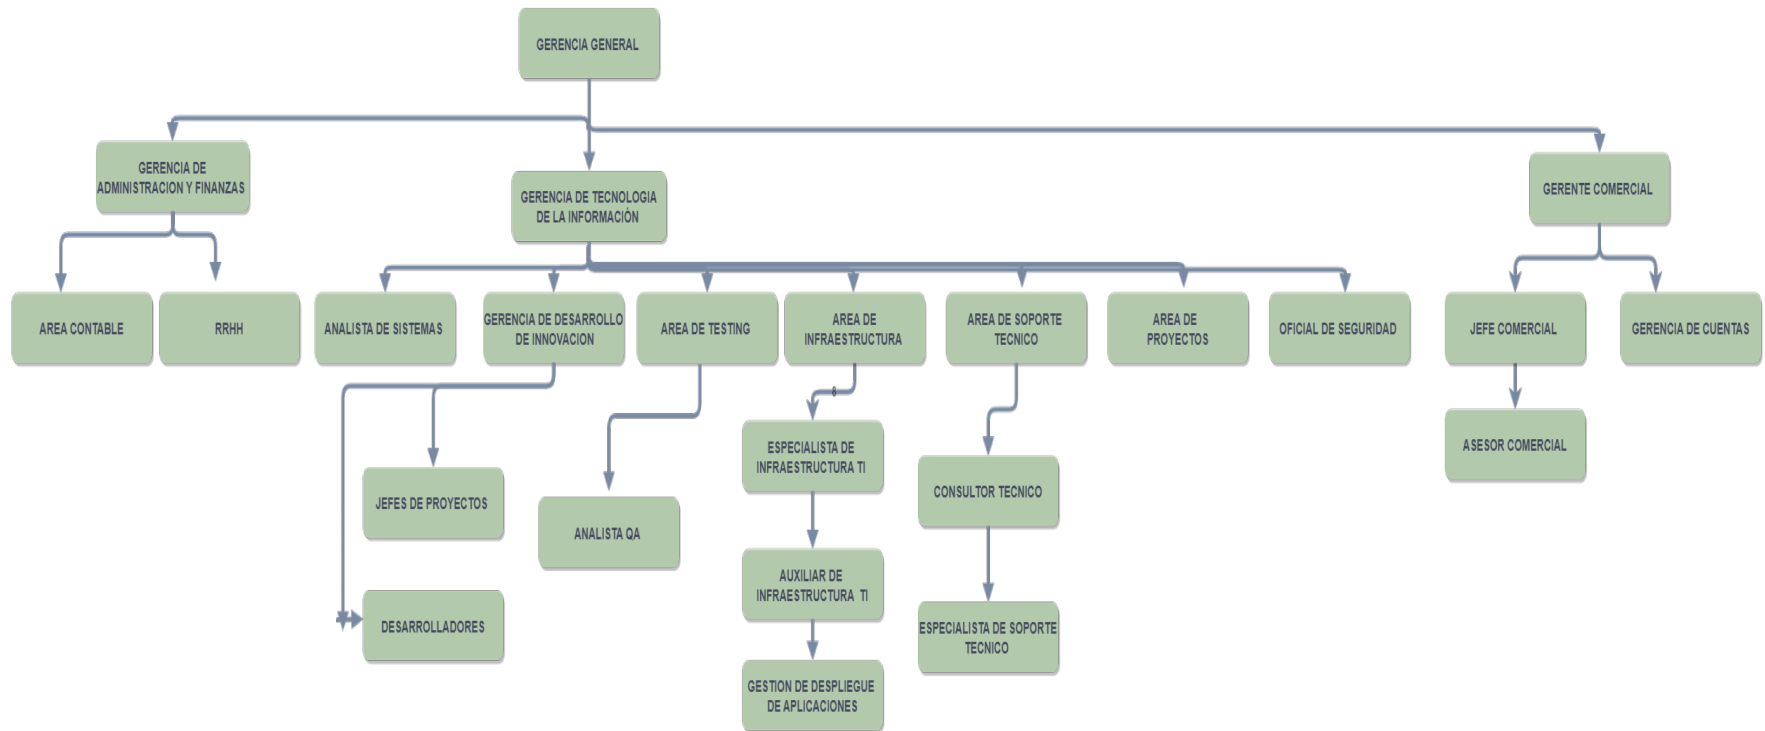 GERENCIA GENERAL
GERENCIA DE
ADMINISTRACION Y FINANZAS
GERENCIA DE TECNOLOGIA
DE LA INFORMACIÓN
GERENTE COMERCIAL
AREA CONTABLE
RRHH
ANALISTA DE SISTEMAS
GERENCIA DE DESARROLLO
DE INNOVACION
AREA DE TESTING
AREA DE
INFRAESTRUCTURA
AREA DE SOPORTE
TECNICO
AREA DE
PROYECTOS
OFICIAL DE SEGURIDAD
JEFE COMERCIAL
GERENCIA DE CUENTAS
ASESOR COMERCIAL
ESPECIALISTA DE
INFRAESTRUCTURA TI
CONSULTOR TECNICO
JEFES DE PROYECTOS
ANALISTA QA
AUXILIAR DE
INFRAESTRUCTURA TI
DESARROLLADORES
ESPECIALISTA DE SOPORTE
TECNICO
GESTION DE DESPLIEGUE
DE APLICACIONES